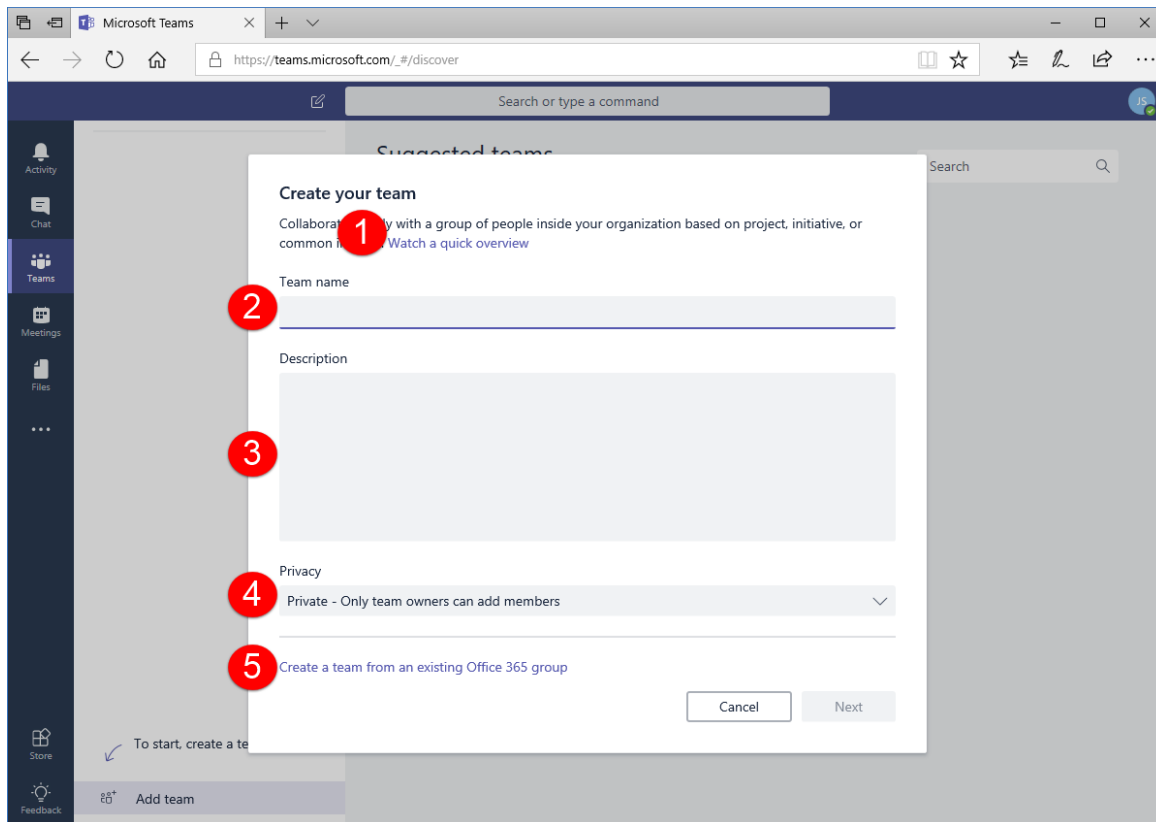 Microsoft Teams
https://teams.microsoft.com/_#/discover
Search or type a command
JS
Activity
Chat
Teams
Meetings
Files
Store
Feedback
Suggested teams
Search
Create your team
1
Collaborat y with a group of people inside your organization based on project, initiative, or
common i Watch a quick overview
Team name
2
Description
3
Privacy
4
Private - Only team owners can add members
5
Create a team from an existing Office 365 group
Cancel
Next
To start, create a te
Add team